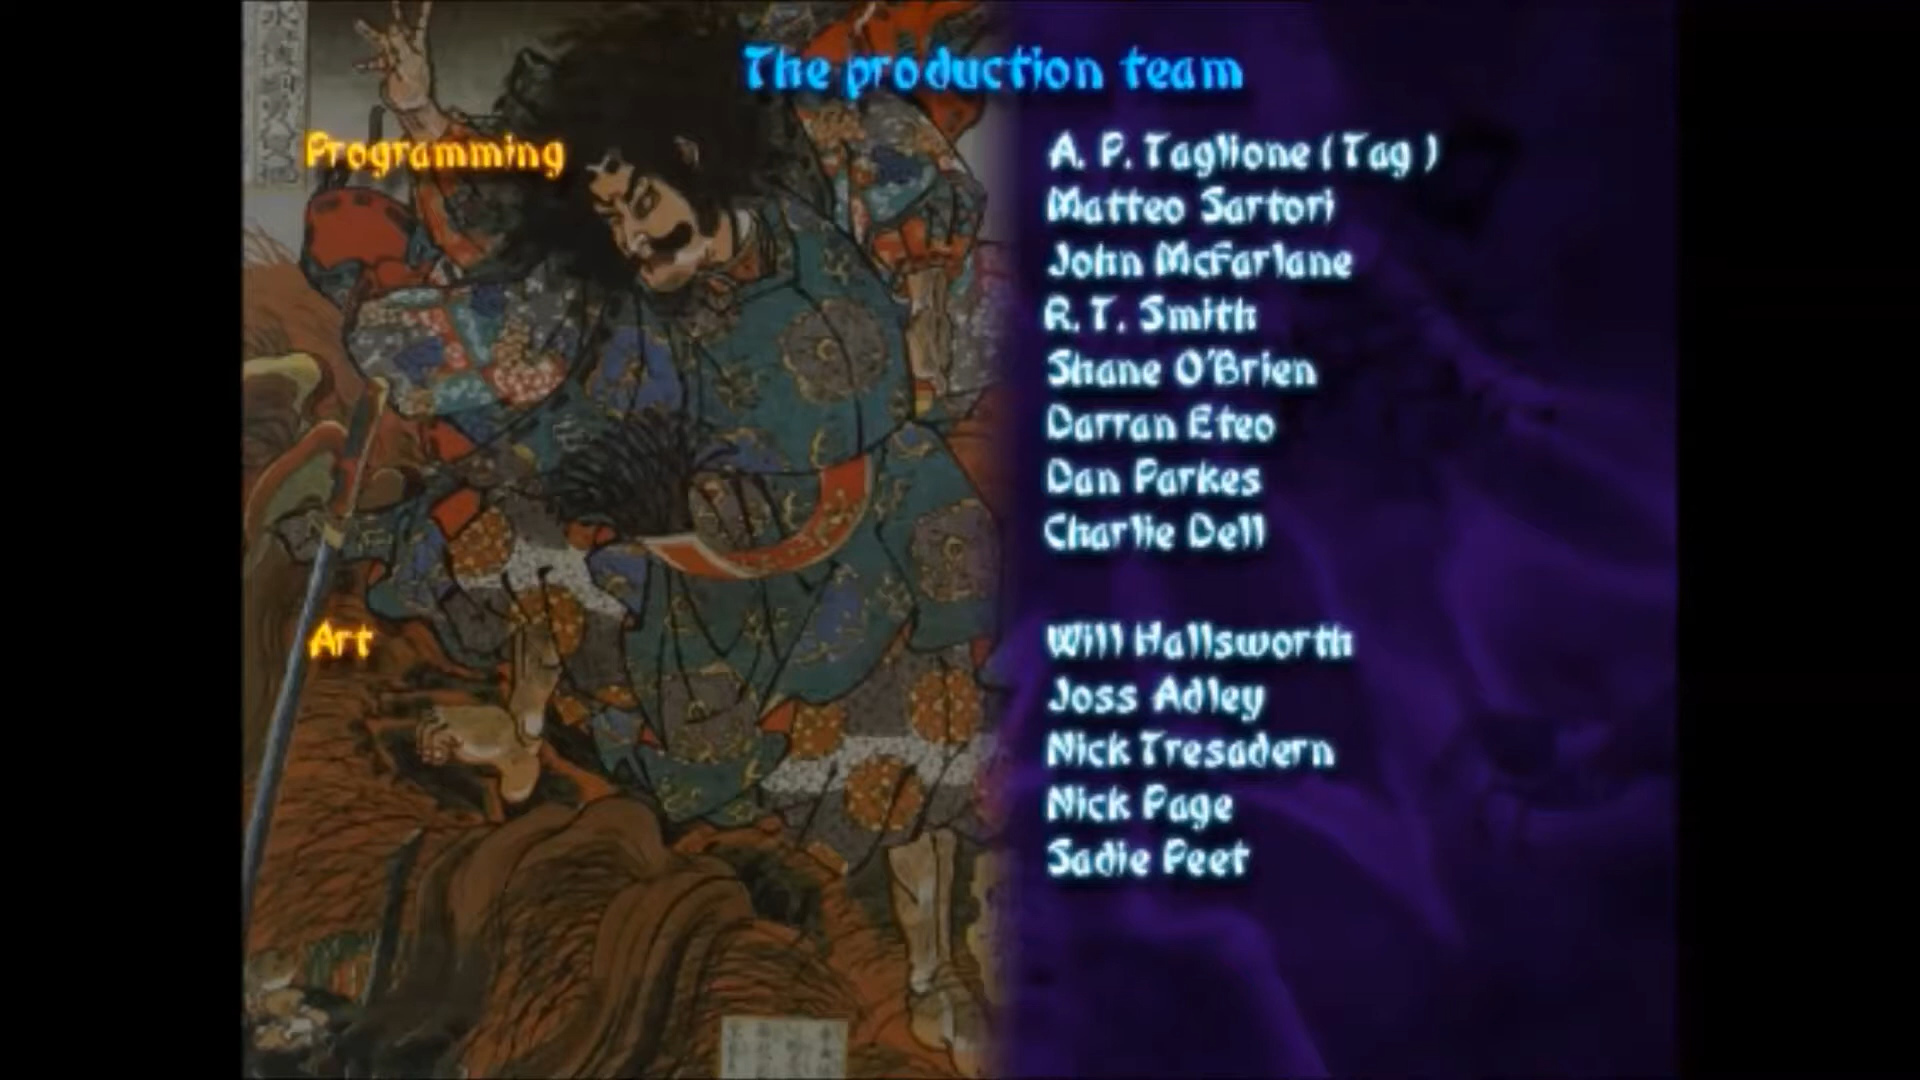 The production team
Programming
A. P. Taglione ( Tag )
Matteo Sartori
John McFarlane
R. T. Smith
Shane O'Brien
Darran Eteo
Dan Parkes
Charlie Dell
Art
Will Hallsworth
Joss Adley
Nick Tresadern
Nick Page
Sadie Peet